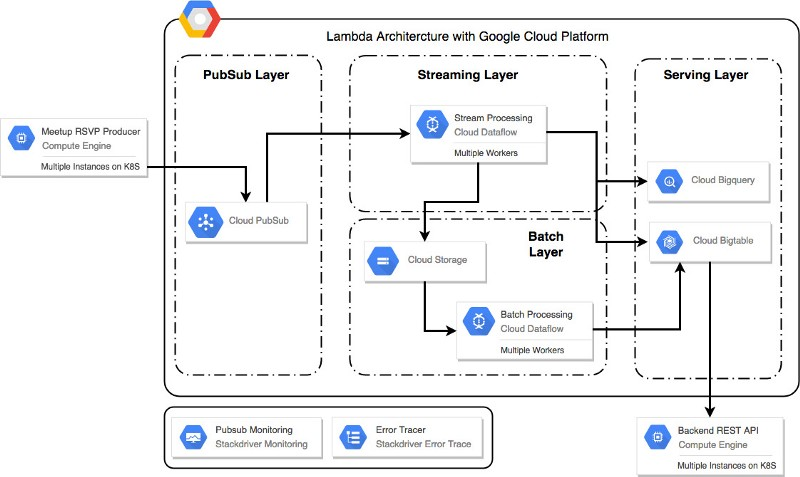 Lambda Architercture with Google Cloud Platform
PubSub Layer
Streaming Layer
Serving Layer
Meetup RSVP Producer
Compute Engine
Multiple Instances on K8S
Stream Processing
Cloud Dataflow
Multiple Workers
Cloud PubSub
Cloud Bigquery
Batch
Layer
Cloud Storage
Cloud Bigtable
Batch Processing
Cloud Dataflow
Multiple Workers
Pubsub Monitoring
Stackdriver Monitoring
Error Tracer
Stackdriver Error Trace
Backend REST API
Compute Engine
Multiple Instances on K8S